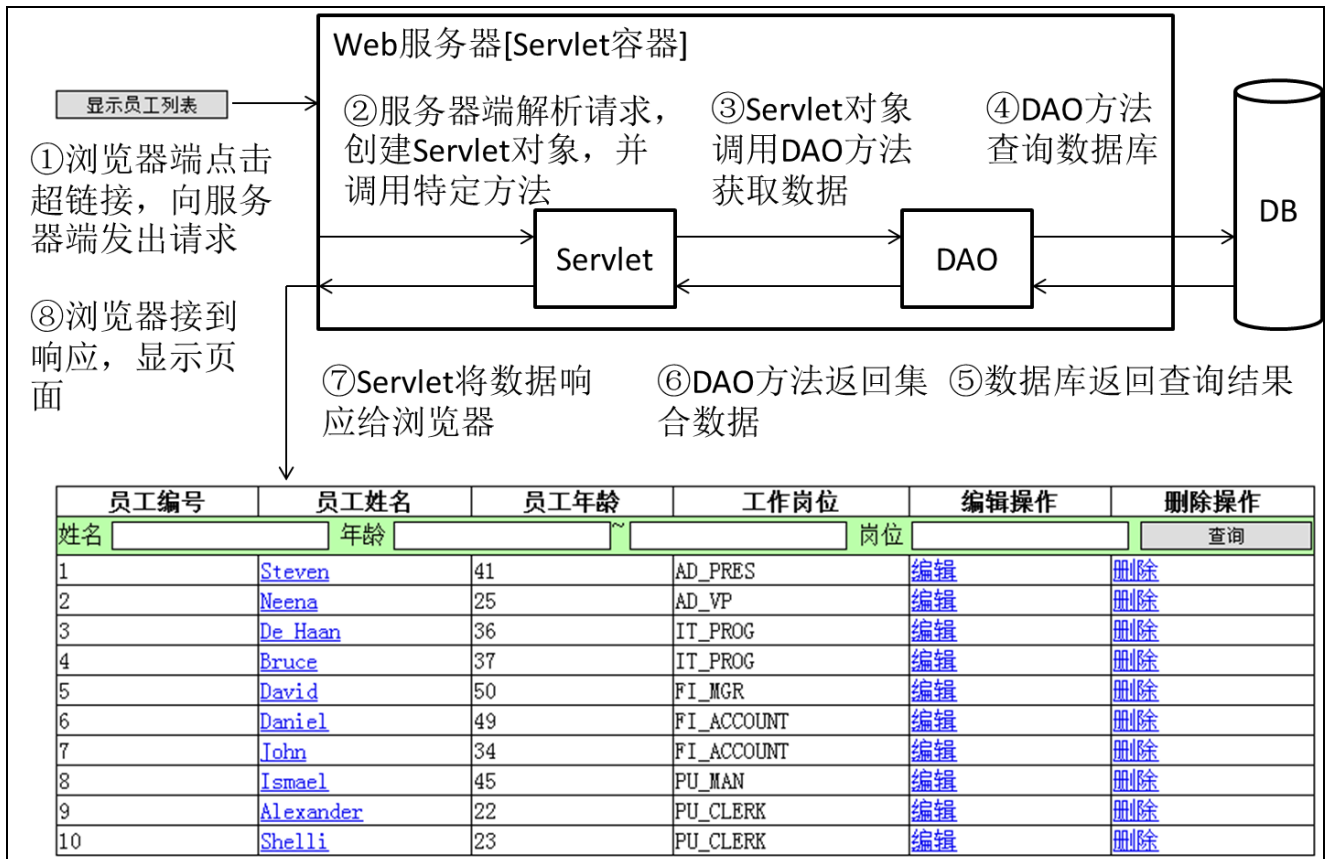 Web服务器[Servlet容器]
显示员工列表
①浏览器端点击
超链接，向服务
器端发出请求
②服务器端解析请求，
创建Servlet对象，并
调用特定方法
③Servlet对象
调用DAO方法
获取数据
④DAO方法
查询数据库
DB
Servlet
DAO
⑧浏览器接到
响应，显示页
面
⑦Servlet将数据响
应给浏览器
⑥DAO方法返回集
合数据
⑤数据库返回查询结果
员工编号 员工姓名 员工年龄 工作岗位 编辑操作 删除操作
姓名 年龄 ~ 岗位 查询
1 Steven 41 AD_PRES 编辑 删除
2 Neena 25 AD_VP 编辑 删除
3 De Haan 36 IT_PROG 编辑 删除
4 Bruce 37 IT_PROG 编辑 删除
5 David 50 FI_MGR 编辑 删除
6 Daniel 49 FI_ACCOUNT 编辑 删除
7 John 34 FI_ACCOUNT 编辑 删除
8 Ismael 45 PU_MAN 编辑 删除
9 Alexander 22 PU_CLERK 编辑 删除
10 Shelli 23 PU_CLERK 编辑 删除